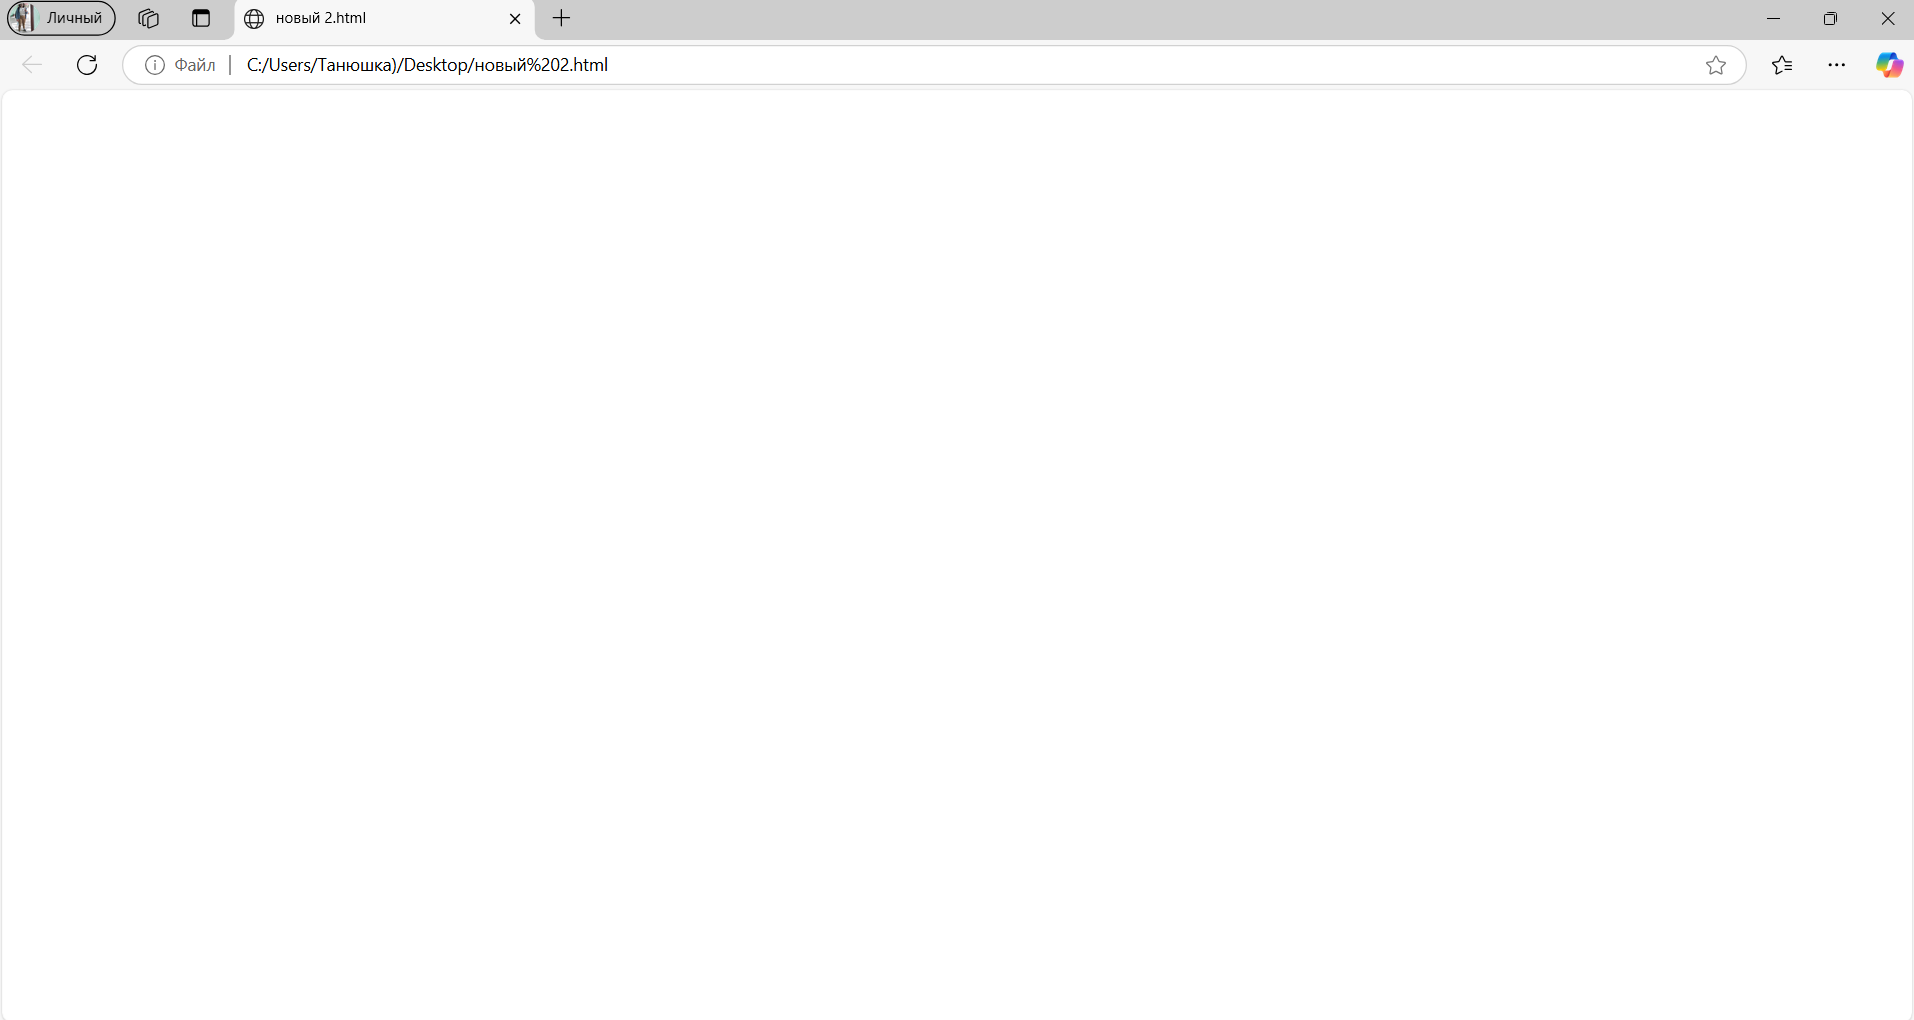 Личный
новый 2.html
Файл
C:/Users/Танюшка)/Desktop/новый%202.html